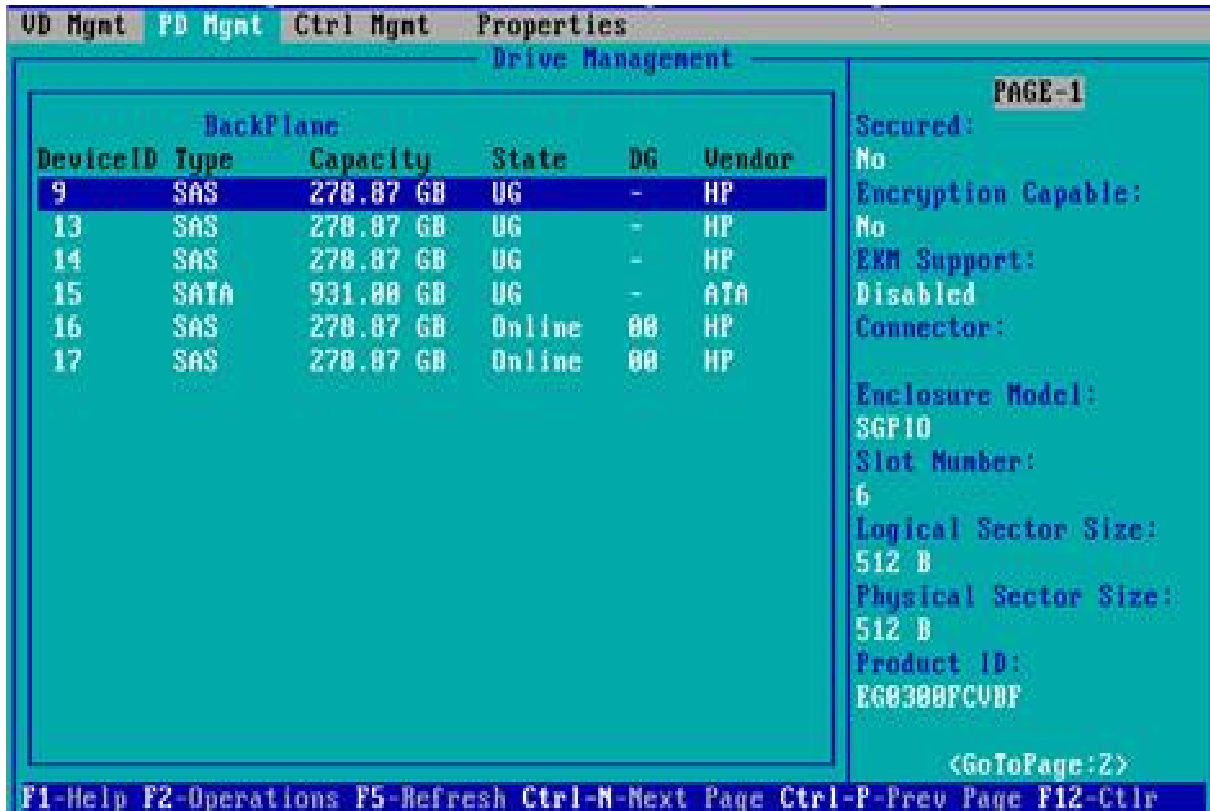 VD Mgmt PD Mgmt Ctrl Mgmt Properties
Drive Management
BackPlane
DeviceID Type Capacity State DG Vendor
9 SAS 278.87 GB UG - HP
13 SAS 278.87 GB UG - HP
14 SAS 278.87 GB UG - HP
15 SATA 931.00 GB UG - ATA
16 SAS 278.87 GB Online 00 HP
17 SAS 278.87 GB Online 00 HP
PAGE-1
Secured:
No
Encryption Capable:
No
EKM Support:
Disabled
Connector:
Enclosure Model:
SGPIO
Slot Number:
6
Logical Sector Size:
512 B
Physical Sector Size:
512 B
Product ID:
EG0300FCVBF
<GoToPage:2>
F1-Help F2-Operations F5-Refresh Ctrl-N-Next Page Ctrl-P-Prev Page F12-Ctlr